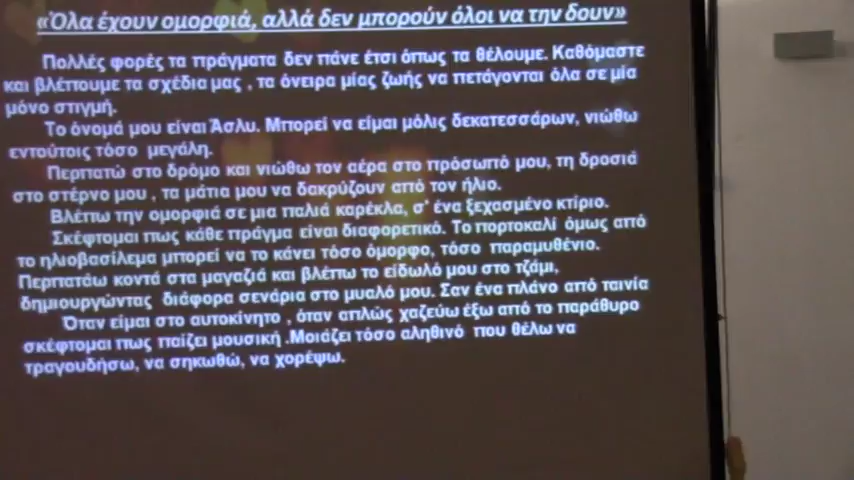 «Όλα έχουν ομορφιά, αλλά δεν μπορούν όλοι να την δουν»
Πολλές φορές τα πράγματα δεν πάνε έτσι όπως τα θέλουμε. Καθόμαστε
και βλέπουμε τα σχέδια μας , τα όνειρα μίας ζωής να πετάγονται όλα σε μία
μόνο στιγμή.
Το όνομά μου είναι Άσλυ. Μπορεί να είμαι μόλις δεκατεσσάρων, νιώθω
εντούτοις τόσο μεγάλη.
Περπατώ στο δρόμο και νιώθω τον αέρα στο πρόσωπό μου, τη δροσιά
στο στέρνο μου , τα μάτια μου να δακρύζουν από τον ήλιο.
Βλέπω την ομορφιά σε μια παλιά καρέκλα, σ' ένα ξεχασμένο κτίριο.
Σκέφτομαι πως κάθε πράγμα είναι διαφορετικό. Το πορτοκαλί όμως από
το ηλιοβασίλεμα μπορεί να το κάνει τόσο όμορφο, τόσο παραμυθένιο.
Περπατάω κοντά στα μαγαζιά και βλέπω το είδωλό μου στο τζάμι,
δημιουργώντας διάφορα σενάρια στο μυαλό μου. Σαν ένα πλάνο από ταινία
Όταν είμαι στο αυτοκίνητο , όταν απλώς χαζεύω έξω από το παράθυρο
σκέφτομαι πως παίζει μουσική .Μοιάζει τόσο αληθινό που θέλω να
τραγουδήσω, να σηκωθώ, να χορέψω.